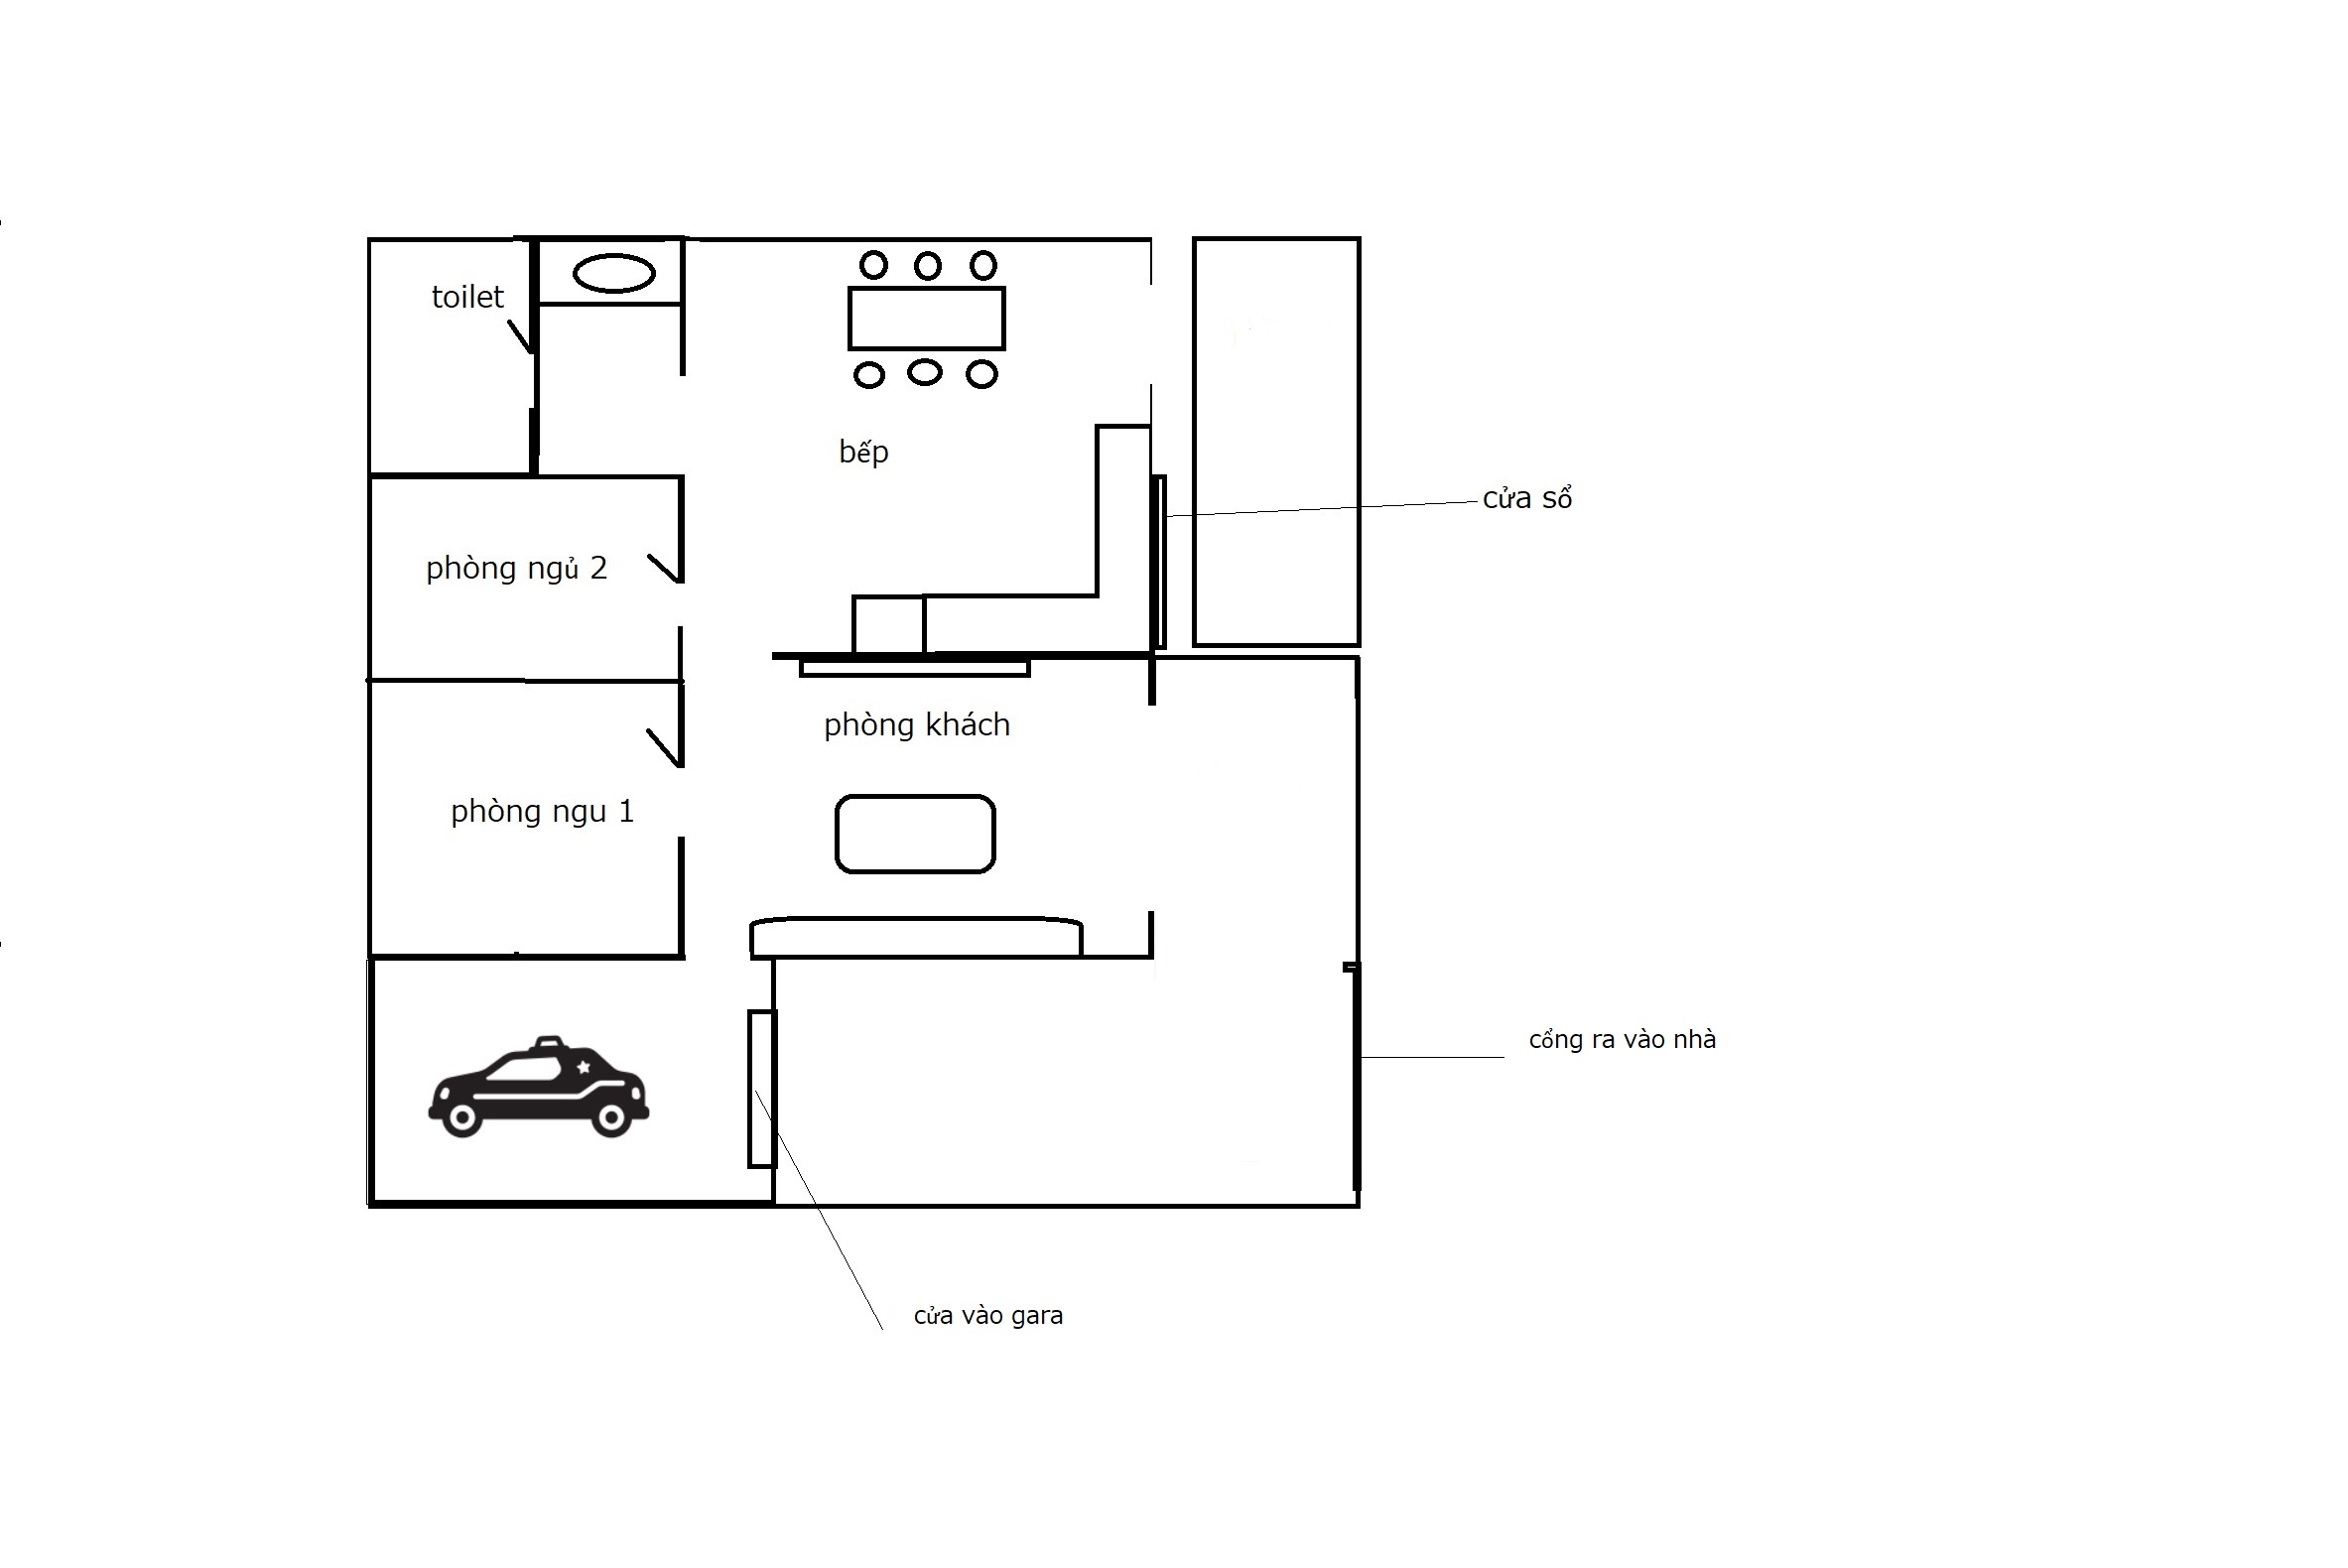 toilet
bếp
cửa sổ
phòng ngủ 2
phòng khách
phòng ngu 1
cổng ra vào nhà
cửa vào gara